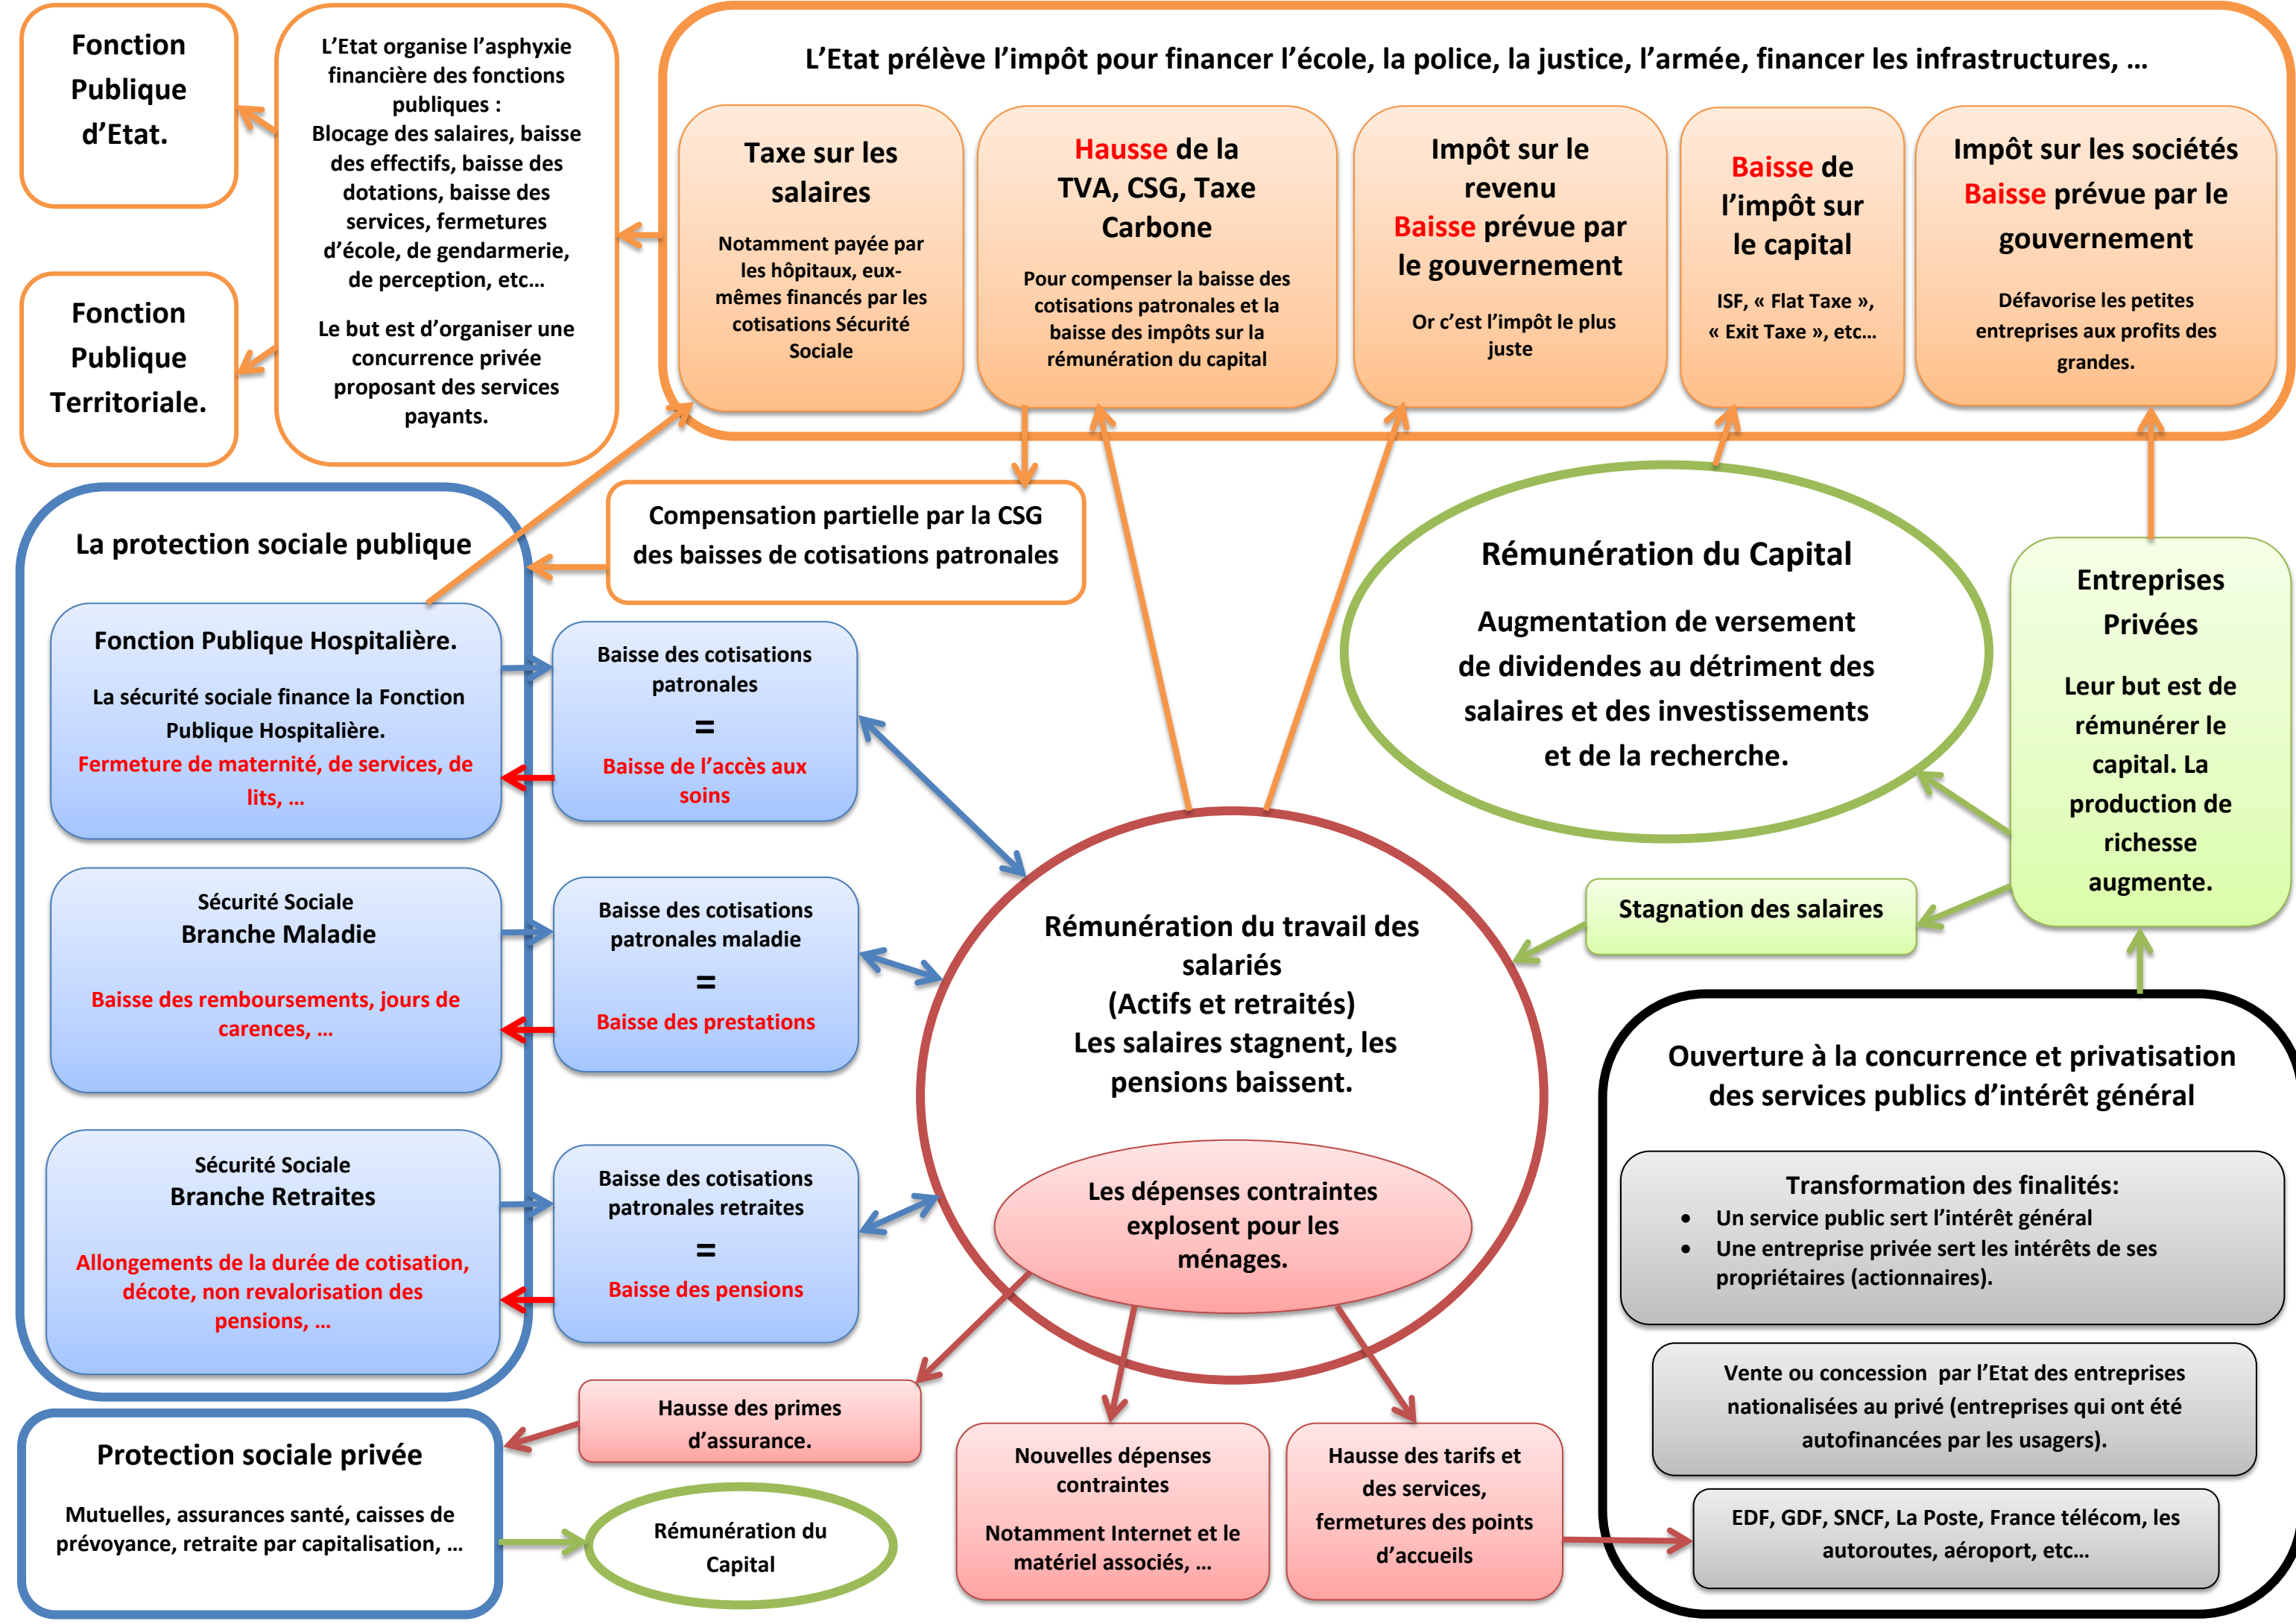 Fonction
Publique
d’Etat.
Fonction
Publique
Territoriale.
L’Etat organise l’asphyxie
financière des fonctions
publiques :
Blocage des salaires, baisse
des effectifs, baisse des
dotations, baisse des
services, fermetures
d’école, de gendarmerie,
de perception, etc…
Le but est d’organiser une
concurrence privée
proposant des services
payants.
L’Etat prélève l’impôt pour financer l’école, la police, la justice, l’armée, financer les infrastructures, …
Taxe sur les
salaires
Notamment payée par
les hôpitaux, eux-
mêmes financés par les
cotisations Sécurité
Sociale
Hausse de la
TVA, CSG, Taxe
Carbone
Pour compenser la baisse des
cotisations patronales et la
baisse des impôts sur la
rémunération du capital
Impôt sur le
revenu
Baisse prévue par
le gouvernement
Or c’est l’impôt le plus
juste
Baisse de
l’impôt sur
le capital
ISF, « Flat Taxe »,
« Exit Taxe », etc…
Impôt sur les sociétés
Baisse prévue par le
gouvernement
Défavorise les petites
entreprises aux profits des
grandes.
La protection sociale publique
Compensation partielle par la CSG
des baisses de cotisations patronales
Fonction Publique Hospitalière.
La sécurité sociale finance la Fonction
Publique Hospitalière.
Fermeture de maternité, de services, de
lits, …
Baisse des cotisations
patronales
=
Baisse de l’accès aux
soins
Sécurité Sociale
Branche Maladie
Baisse des remboursements, jours de
carences, …
Baisse des cotisations
patronales maladie
=
Baisse des prestations
Sécurité Sociale
Branche Retraites
Allongements de la durée de cotisation,
décote, non revalorisation des
pensions, …
Baisse des cotisations
patronales retraites
=
Baisse des pensions
Rémunération du Capital
Augmentation de versement
de dividendes au détriment des
salaires et des investissements
et de la recherche.
Entreprises
Privées
Leur but est de
rémunérer le
capital. La
production de
richesse
augmente.
Stagnation des salaires
Rémunération du travail des
salariés
(Actifs et retraités)
Les salaires stagnent, les
pensions baissent.
Les dépenses contraintes
explosent pour les
ménages.
Ouverture à la concurrence et privatisation
des services publics d’intérêt général
Transformation des finalités:
• Un service public sert l’intérêt général
• Une entreprise privée sert les intérêts de ses
propriétaires (actionnaires).
Vente ou concession par l’Etat des entreprises
nationalisées au privé (entreprises qui ont été
autofinancées par les usagers).
EDF, GDF, SNCF, La Poste, France télécom, les
autoroutes, aéroport, etc…
Protection sociale privée
Mutuelles, assurances santé, caisses de
prévoyance, retraite par capitalisation, …
Hausse des primes
d’assurance.
Rémunération du
Capital
Nouvelles dépenses
contraintes
Notamment Internet et le
matériel associés, …
Hausse des tarifs et
des services,
fermetures des points
d’accueils